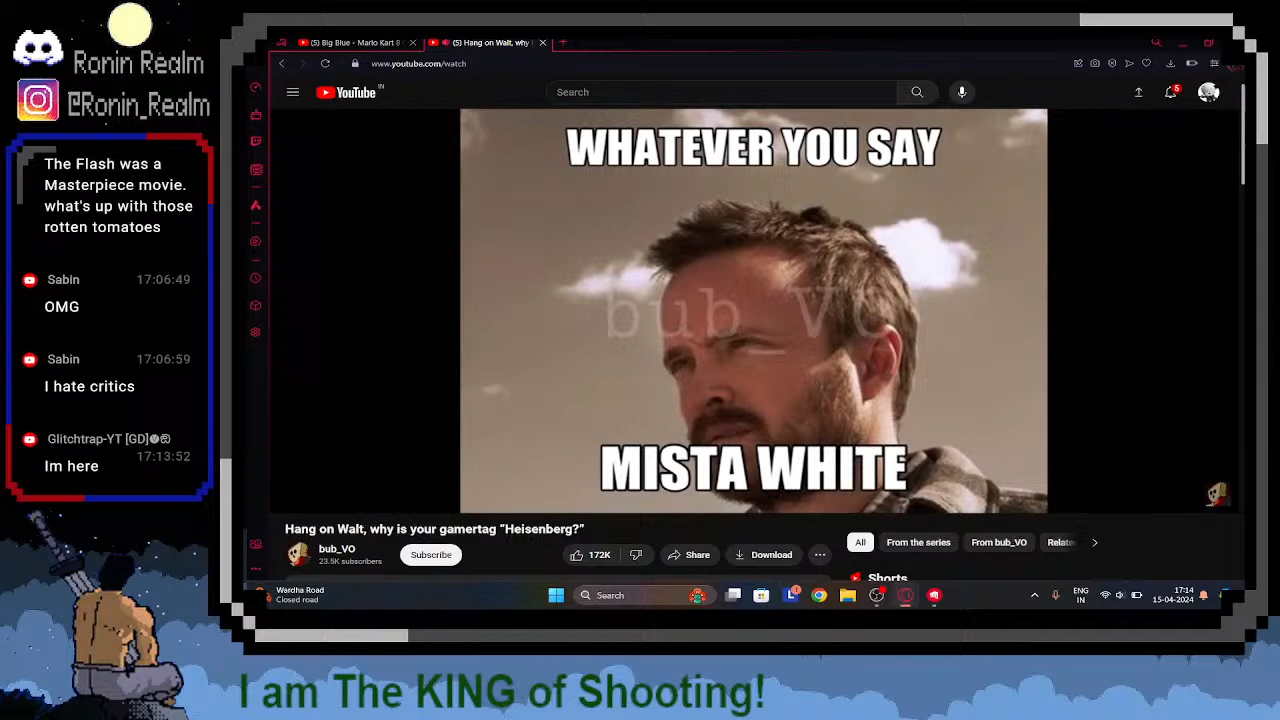 Ronin Realm
@Ronin_Realm
The Flash was a
Masterpiece movie.
what's up with those
rotten tomatoes
Sabin 17:06:49
OMG
Sabin 17:06:59
I hate critics
Glitchtrap-YT [GD]
17:13:52
Im here
(5) Big Blue - Mario Kart 8
(5) Hang on Walt, why
www.youtube.com/watch
YouTube IN
Search
5
WHATEVER YOU SAY
bub_VO
MISTA WHITE
Hang on Walt, why is your gamertag “Heisenberg?”
bub_VO
23.5K subscribers
Subscribe
172K
Share
Download
All
From the series
From bub_VO
Relate
Shorts
Wardha Road
Closed road
Search
1
ENG
IN
17:14
15-04-2024
I am The KING of Shooting!